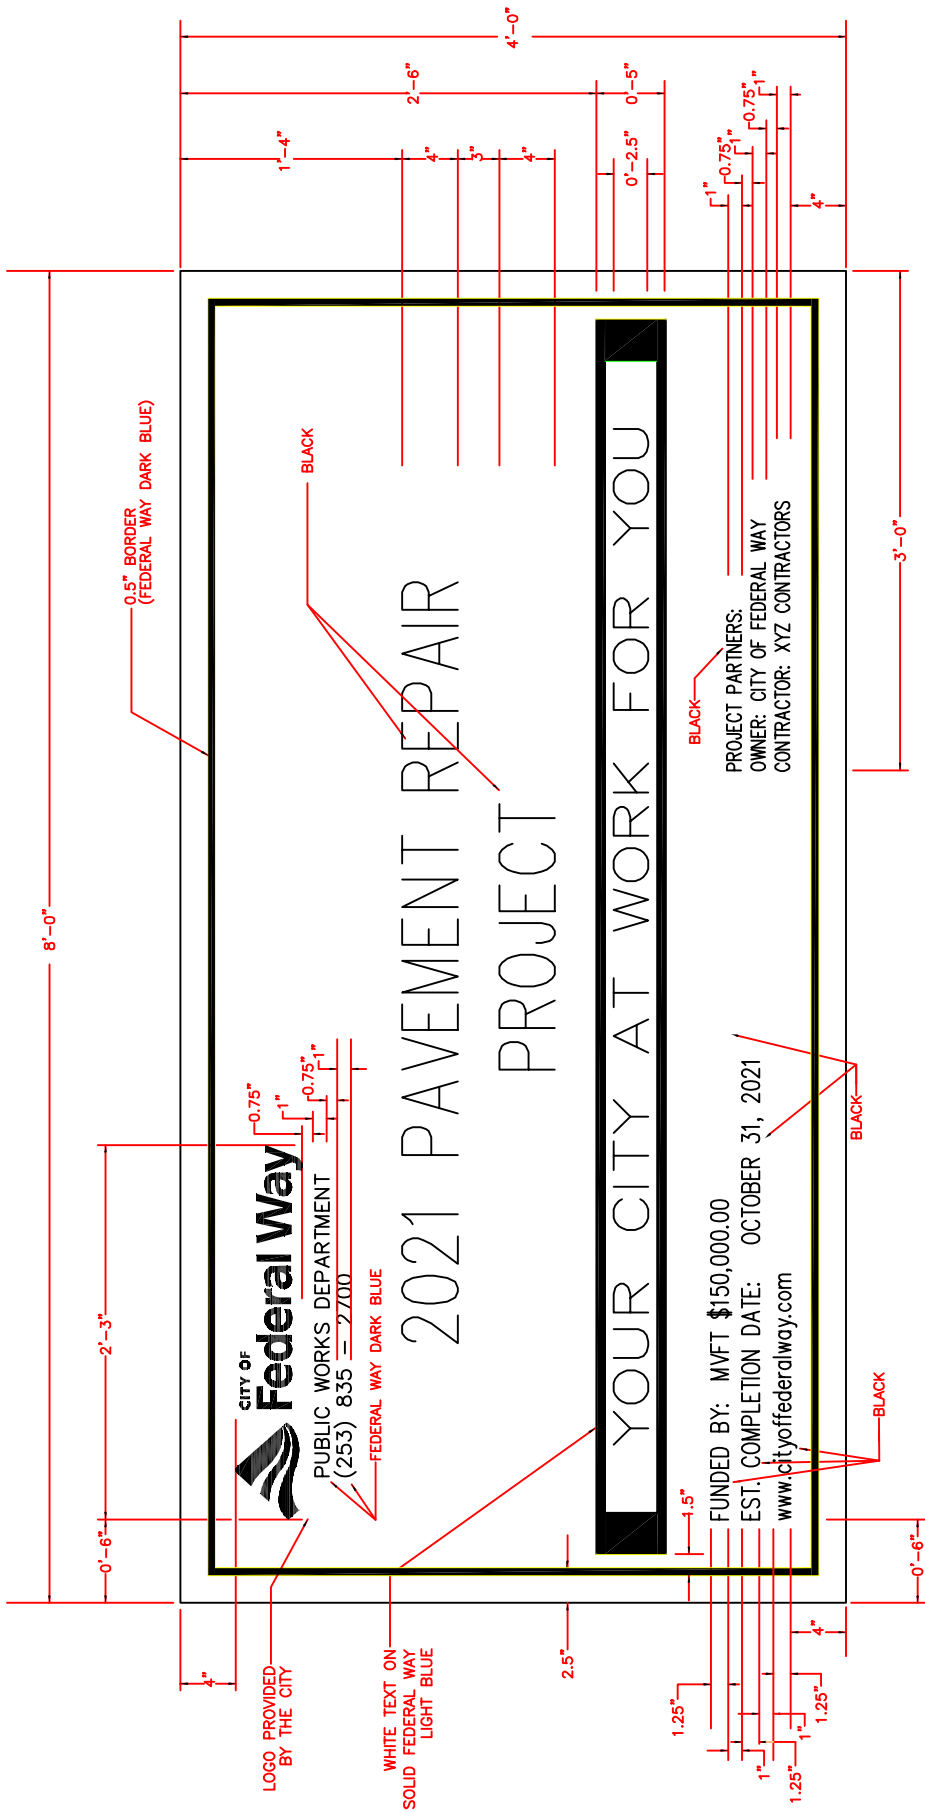 8'-0"
0.5" BORDER
(FEDERAL WAY DARK BLUE)
2'-3"
0'-6"
4"
LOGO PROVIDED
BY THE CITY
CITY OF
Federal Way
0.75"
1"
0.75"
1"
PUBLIC WORKS DEPARTMENT
(253) 835 - 2700
FEDERAL WAY DARK BLUE
BLACK
2021 PAVEMENT REPAIR
PROJECT
WHITE TEXT ON
SOLID FEDERAL WAY
LIGHT BLUE
YOUR CITY AT WORK FOR YOU
2.5"
1.5"
FUNDED BY: MVFT $150,000.00
EST. COMPLETION DATE: OCTOBER 31, 2021
www.cityoffederalway.com
BLACK
BLACK
BLACK
PROJECT PARTNERS:
OWNER: CITY OF FEDERAL WAY
CONTRACTOR: XYZ CONTRACTORS
1.25"
1"
1.25"
1"
1.25"
4"
0'-6"
3'-0"
4'-0"
2'-6"
0'-5"
1'-4"
4"
3"
4"
0'-2.5"
1"
0.75"
1"
0.75"
1"
4"